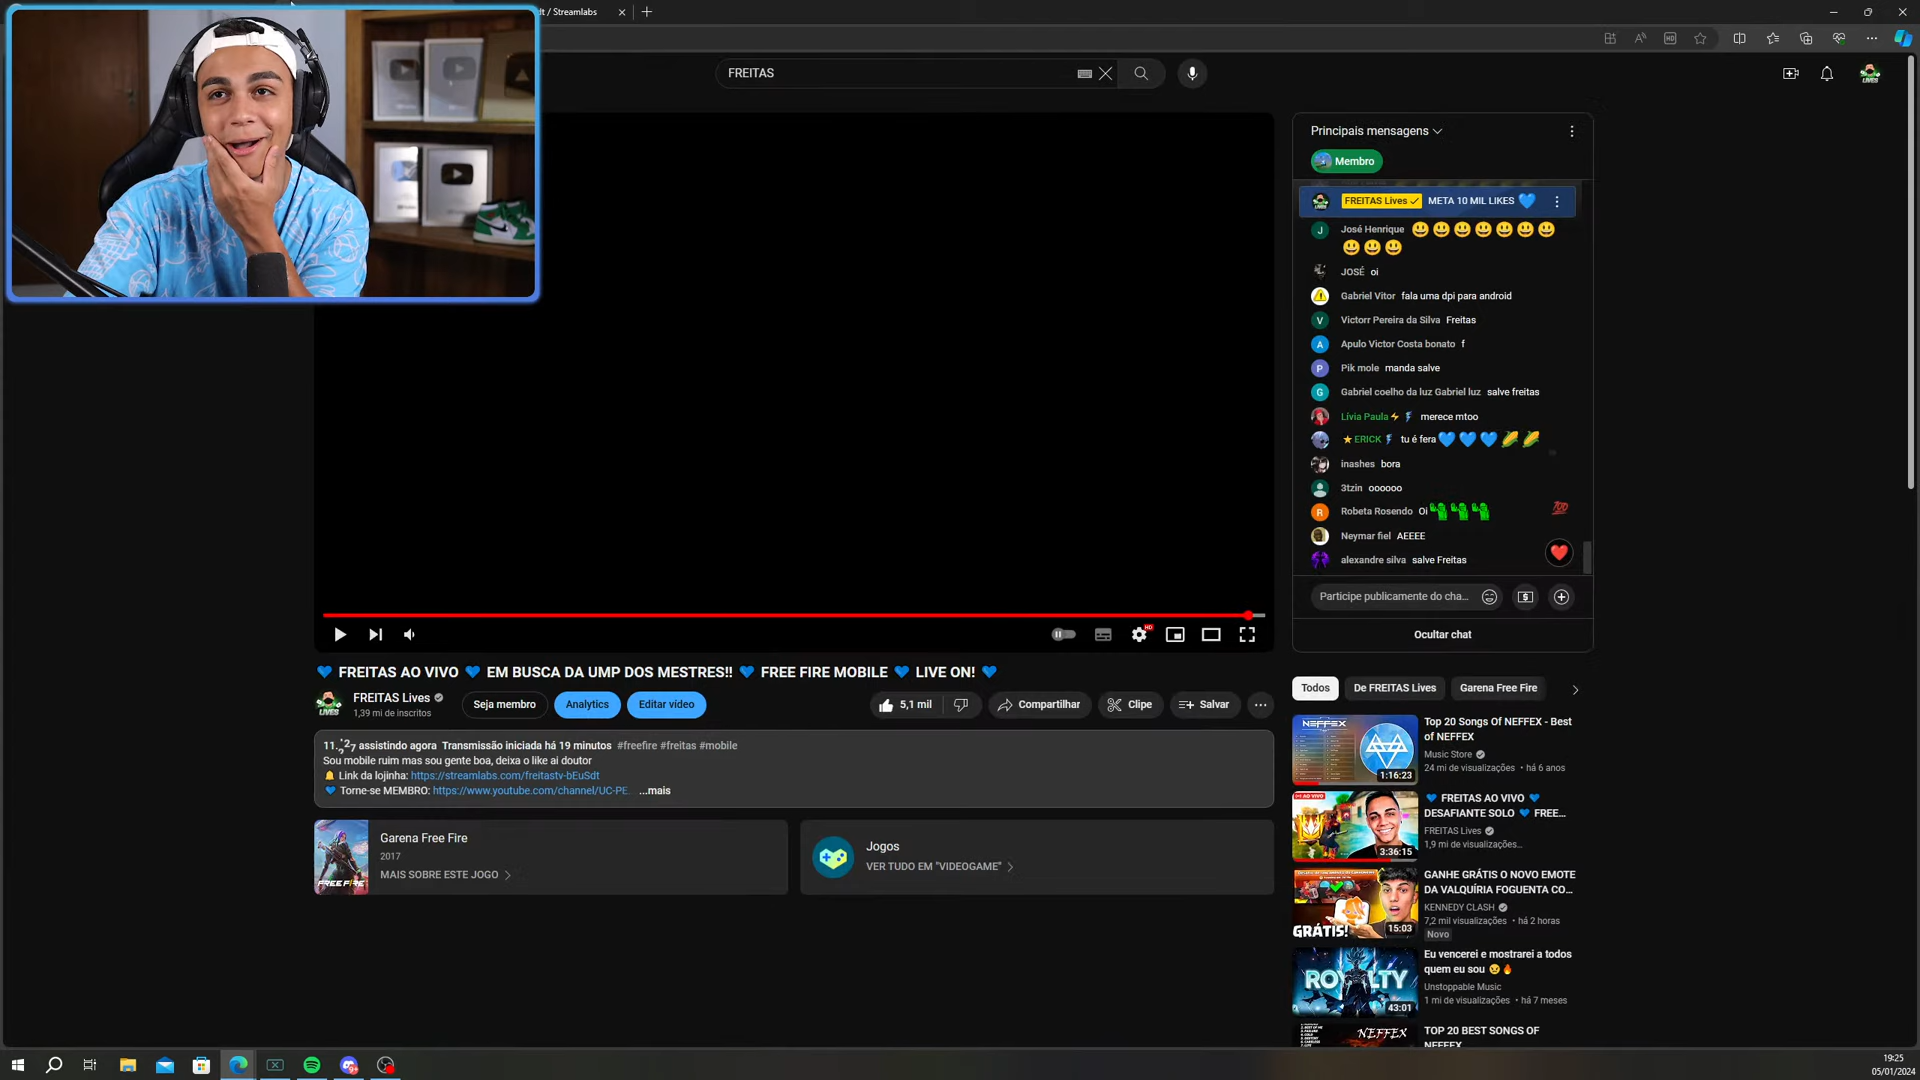 dt / Streamlabs
FREITAS
Principais mensagens
Membro
FREITAS Lives META 10 MIL LIKES 💙
José Henrique 😃😃😃😃😃😃😃
😃😃😃
JOSÉ oi
Gabriel Vitor fala uma dpi para android
Victorr Pereira da Silva Freitas
Apulo Victor Costa bonato f
Pik mole manda salve
Gabriel coelho da luz Gabriel luz salve freitas
Lívia Paula⚡ merece mtoo
⭐ERICK tu é fera💙💙💙🌽🌽
inashes bora
3tzin oooooo
Robeta Rosendo Oi
Neymar fiel AEEEE
alexandre silva salve Freitas
Participe publicamente do cha...
Ocultar chat
💙 FREITAS AO VIVO 💙 EM BUSCA DA UMP DOS MESTRES!! 💙 FREE FIRE MOBILE 💙 LIVE ON! 💙
FREITAS Lives
1,39 mi de inscritos
Seja membro
Analytics
Editar vídeo
5,1 mil
Compartilhar
Clipe
Salvar
assistindo agora Transmissão iniciada há 19 minutos #freefire #freitas #mobile
Sou mobile ruim mas sou gente boa, deixa o like ai doutor
🔔 Link da lojinha: https://streamlabs.com/freitastv-bEuSdt
💙 Torne-se MEMBRO: https://www.youtube.com/channel/UC-PE... ...mais
FREE FIRE
Garena Free Fire
2017
MAIS SOBRE ESTE JOGO
Jogos
VER TUDO EM "VIDEOGAME"
Todos
De FREITAS Lives
Garena Free Fire
NEFFEX
1:16:23
Top 20 Songs Of NEFFEX - Best
of NEFFEX
Music Store
24 mi de visualizações • há 6 anos
AO VIVO
3:36:15
💙 FREITAS AO VIVO 💙
DESAFIANTE SOLO 💙 FREE...
FREITAS Lives
1,9 mi de visualizações...
GRÁTIS!
15:03
GANHE GRÁTIS O NOVO EMOTE
DA VALQUÍRIA FOGUENTA CO...
KENNEDY CLASH
7,2 mil visualizações • há 2 horas
Novo
ROYALTY
43:01
Eu vencerei e mostrarei a todos
quem eu sou 😢🔥
Unstoppable Music
1 mi de visualizações • há 7 meses
NEFFEX
TOP 20 BEST SONGS OF
NEFFEX
19:25
05/01/2024